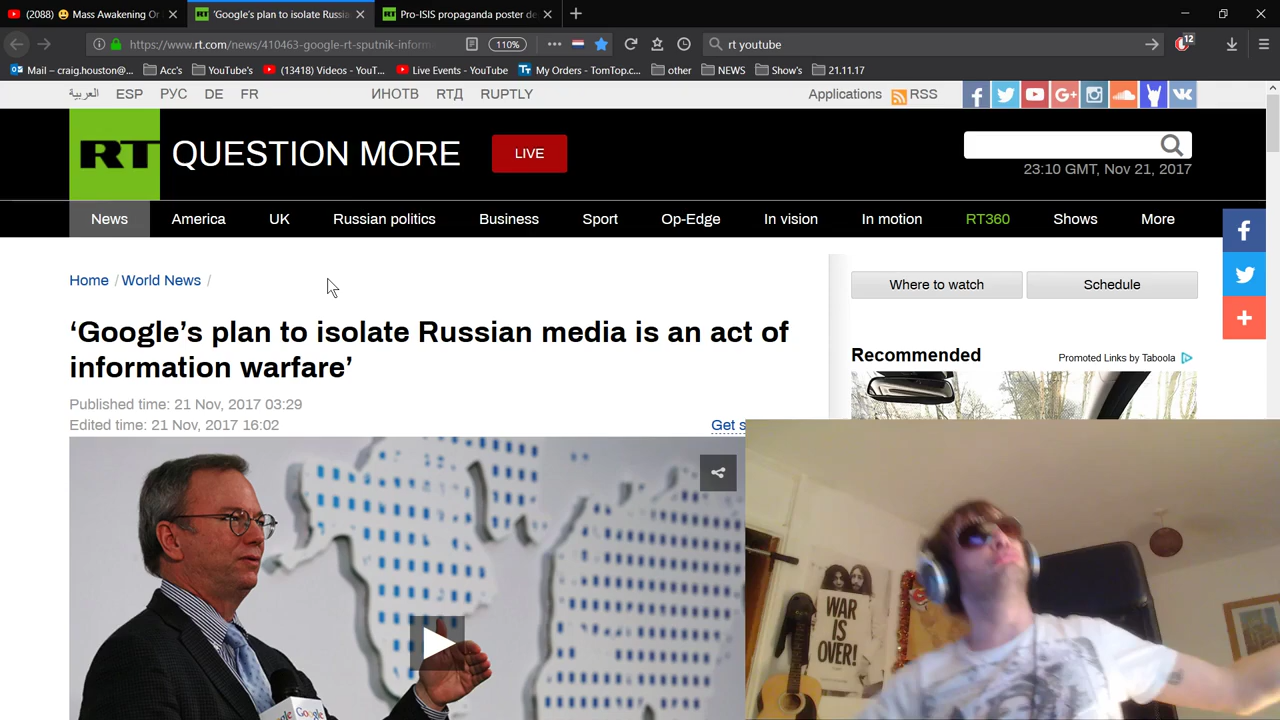 (2088) 😃 Mass Awakening Or
'Google's plan to isolate Russia
Pro-ISIS propaganda poster de
https://www.rt.com/news/410463-google-rt-sputnik-inform
110%
rt youtube
12
Mail – craig.houston@...
Acc's
YouTube's
(13418) Videos - YouT...
Live Events - YouTube
My Orders - TomTop.c...
other
NEWS
Show's
21.11.17
العربية ESP РУС DE FR ИНОТВ RTД RUPTLY
Applications RSS
RT QUESTION MORE
LIVE
23:10 GMT, Nov 21, 2017
News America UK Russian politics Business Sport Op-Edge In vision In motion RT360 Shows More
Home / World News /
Where to watch
Schedule
‘Google’s plan to isolate Russian media is an act of
information warfare’
Recommended
Promoted Links by Taboola
Published time: 21 Nov, 2017 03:29
Edited time: 21 Nov, 2017 16:02
Get s
WAR
IS
OVER!
Google